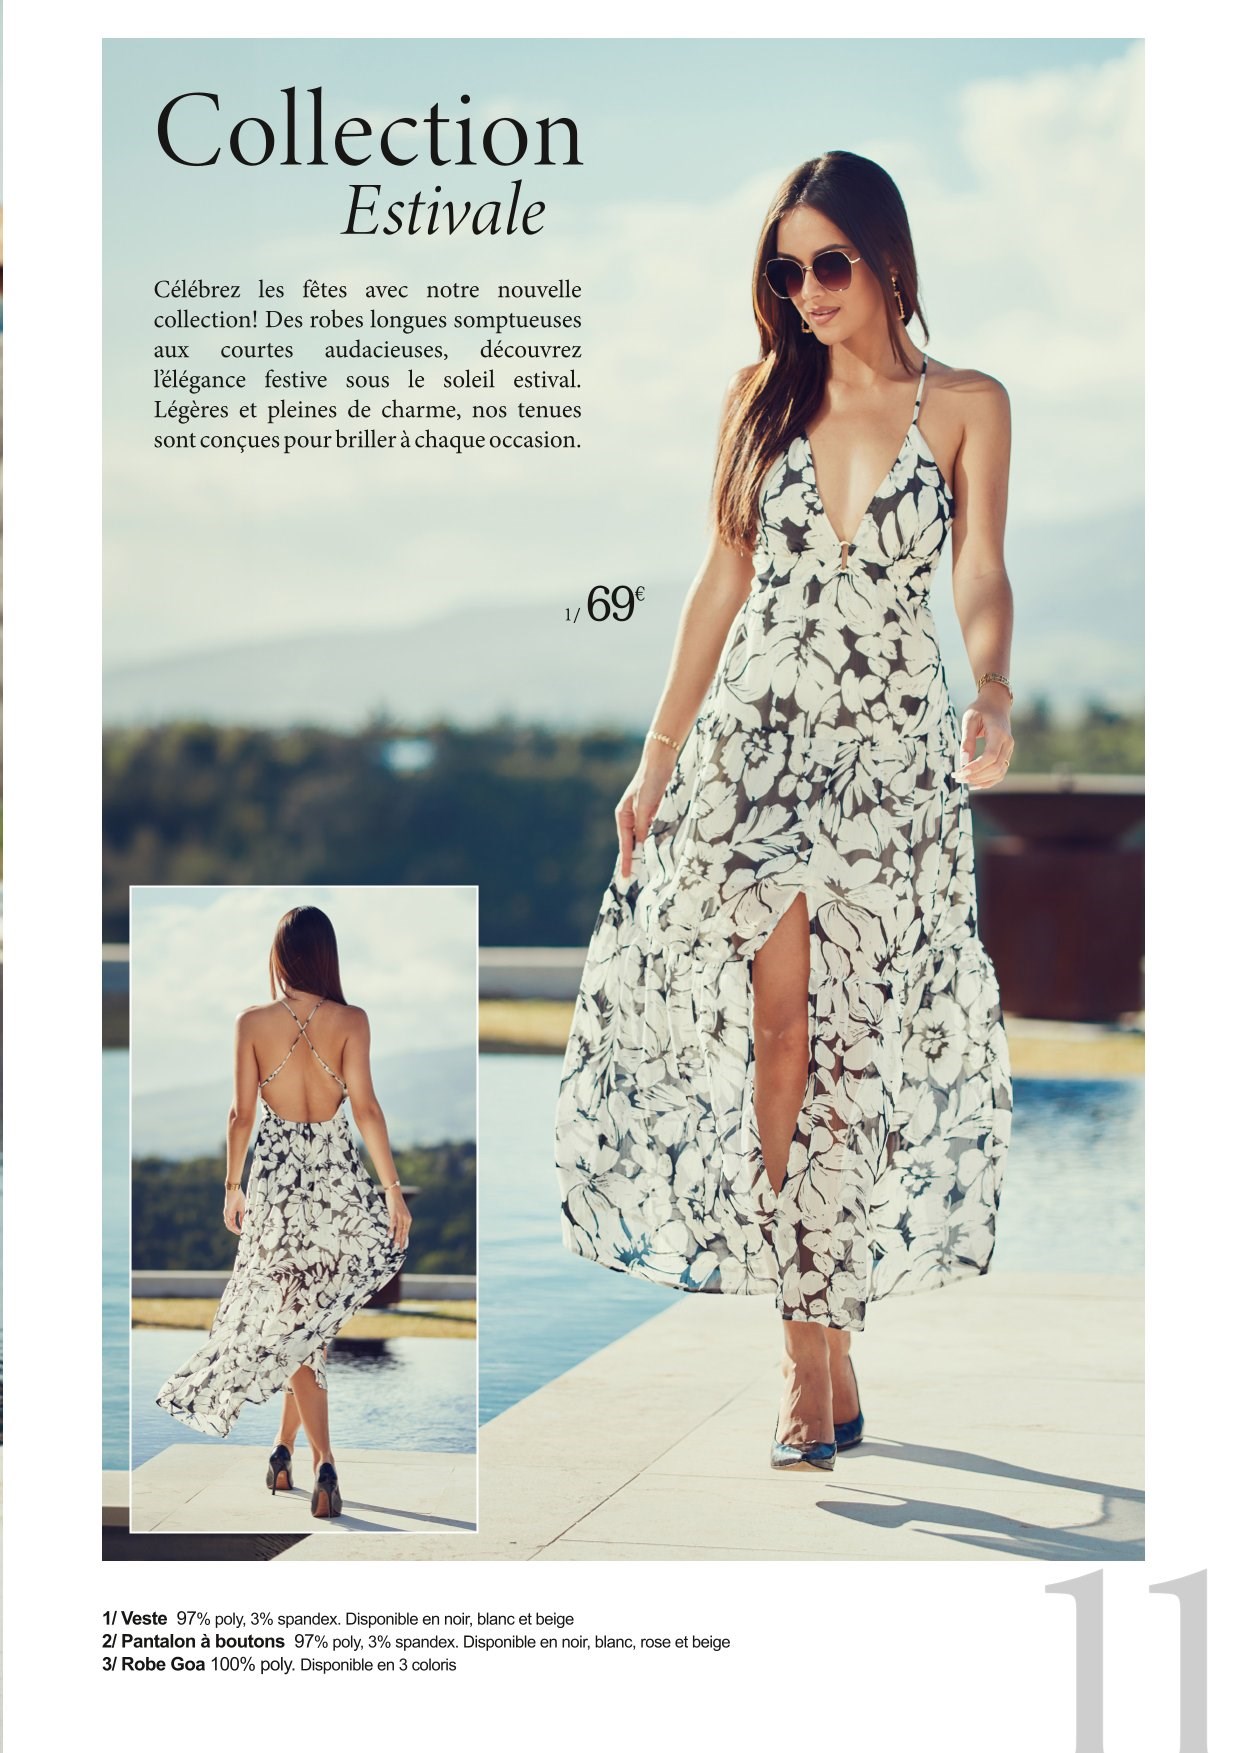 Collection
Estivale
Célébrez les fêtes avec notre nouvelle
collection! Des robes longues somptueuses
aux courtes audacieuses, découvrez
l'élégance festive sous le soleil estival.
Légères et pleines de charme, nos tenues
sont conçues pour briller à chaque occasion.
1/ 69€
1/ Veste 97% poly, 3% spandex. Disponible en noir, blanc et beige
2/ Pantalon à boutons 97% poly, 3% spandex. Disponible en noir, blanc, rose et beige
3/ Robe Goa 100% poly. Disponible en 3 coloris
11